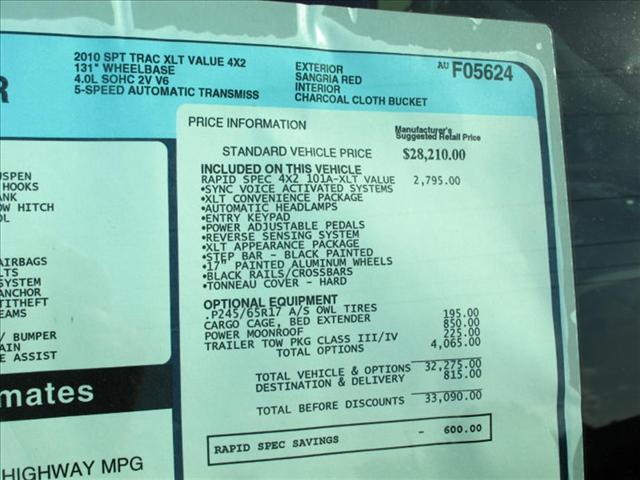 R
2010 SPT TRAC XLT VALUE 4X2
131" WHEELBASE
4.0L SOHC 2V V6
5-SPEED AUTOMATIC TRANSMISS
EXTERIOR
SANGRIA RED
INTERIOR
CHARCOAL CLOTH BUCKET
AU F05624
USPEN
HOOKS
ANK
OW HITCH
OL
AIRBAGS
LTS
SYSTEM
ANCHOR
NTITHEFT
EAMS
/ BUMPER
AIN
E ASSIST
mates
HIGHWAY MPG
PRICE INFORMATION
Manufacturer's
Suggested Retail Price
STANDARD VEHICLE PRICE $28,210.00
INCLUDED ON THIS VEHICLE
RAPID SPEC 4X2 101A-XLT VALUE 2,795.00
•SYNC VOICE ACTIVATED SYSTEMS
•XLT CONVENIENCE PACKAGE
•AUTOMATIC HEADLAMPS
•ENTRY KEYPAD
•POWER ADJUSTABLE PEDALS
•REVERSE SENSING SYSTEM
•XLT APPEARANCE PACKAGE
•STEP BAR - BLACK PAINTED
•17" PAINTED ALUMINUM WHEELS
•BLACK RAILS/CROSSBARS
•TONNEAU COVER - HARD
OPTIONAL EQUIPMENT
.P245/65R17 A/S OWL TIRES
CARGO CAGE, BED EXTENDER 195.00
POWER MOONROOF 850.00
TRAILER TOW PKG CLASS III/IV 225.00
TOTAL OPTIONS 4,065.00
TOTAL VEHICLE & OPTIONS 32,275.00
DESTINATION & DELIVERY 815.00
TOTAL BEFORE DISCOUNTS 33,090.00
RAPID SPEC SAVINGS - 600.00